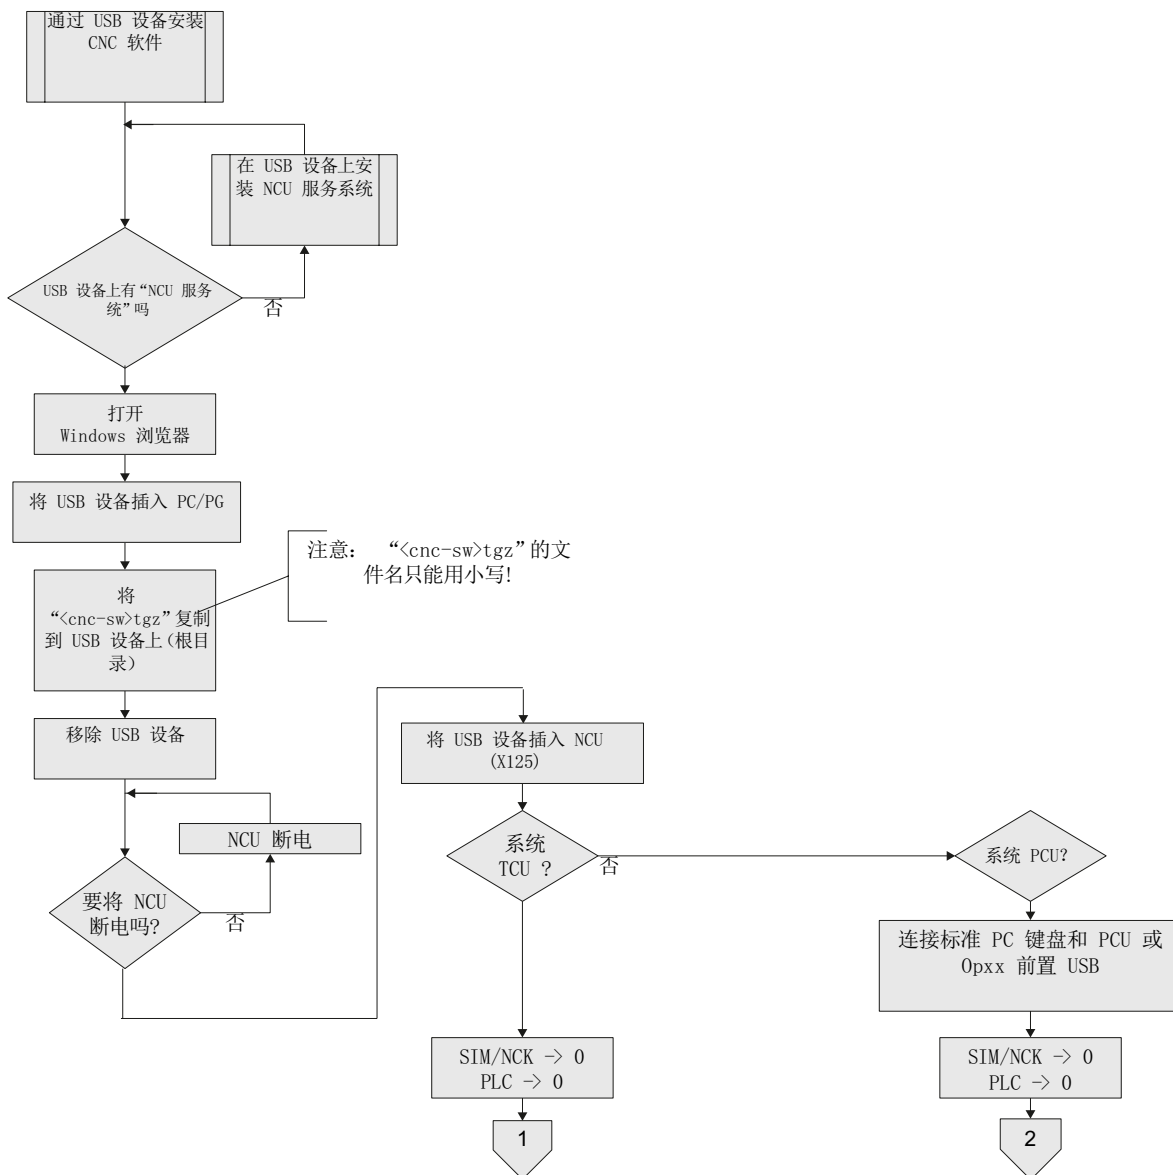 通过 USB 设备安装
CNC 软件
在 USB 设备上安
装 NCU 服务系统
USB 设备上有“NCU 服务
统”吗
否
打开
Windows 浏览器
将 USB 设备插入 PC/PG
注意： “<cnc-sw>tgz”的文
件名只能用小写!
将
“<cnc-sw>tgz”复制
到 USB 设备上(根目
录)
移除 USB 设备
NCU 断电
要将 NCU
断电吗?
否
将 USB 设备插入 NCU
(X125)
系统
TCU ?
否
系统 PCU?
连接标准 PC 键盘和 PCU 或
Opxx 前置 USB
SIM/NCK -> 0
PLC -> 0
SIM/NCK -> 0
PLC -> 0
1
2